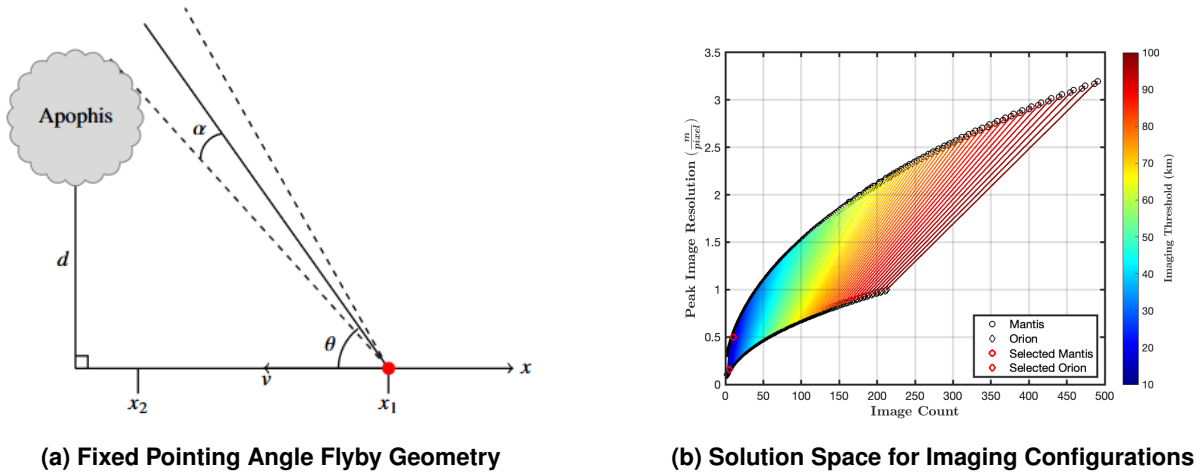 Apophis
α
d
θ
v
x
x₂
x₁
(a) Fixed Pointing Angle Flyby Geometry
3.5
3
2.5
2
1.5
1
0.5
0
Peak Image Resolution (m/pixel)
0 50 100 150 200 250 300 350 400 450 500
Image Count
Mantis
Orion
Selected Mantis
Selected Orion
100
90
80
70
60
50
40
30
20
10
Imaging Threshold (km)
(b) Solution Space for Imaging Configurations